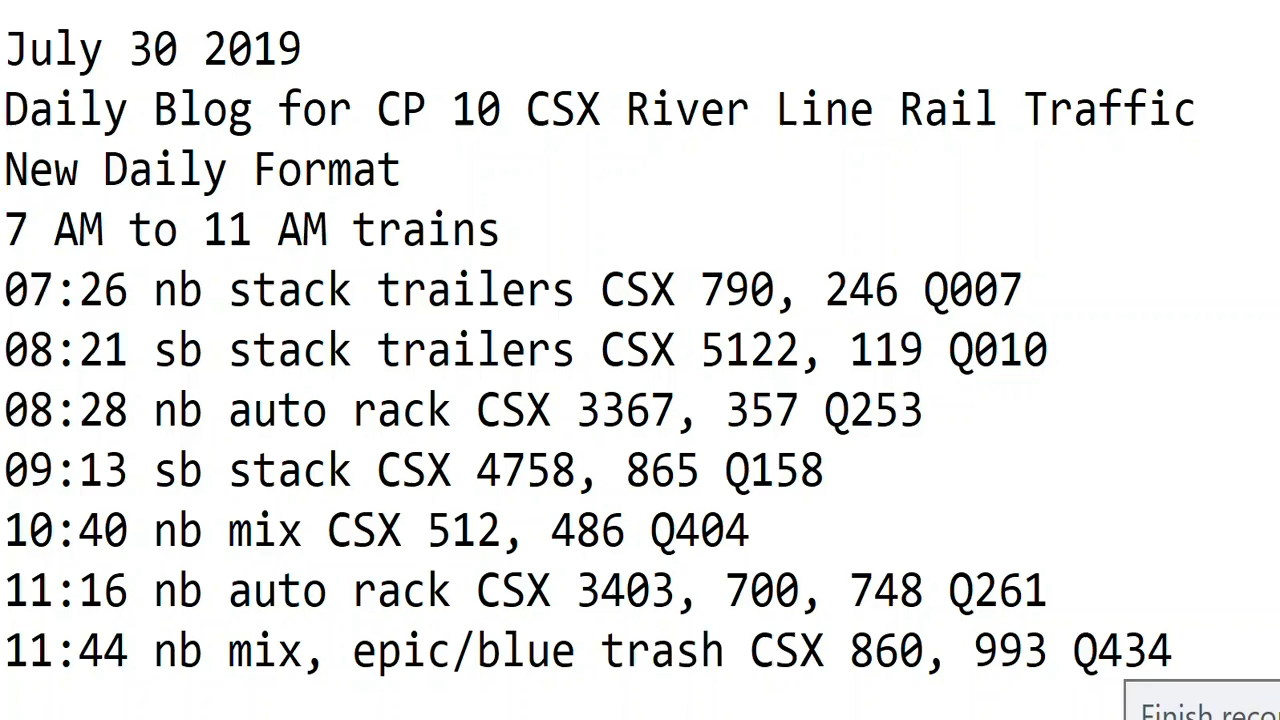 July 30 2019
Daily Blog for CP 10 CSX River Line Rail Traffic
New Daily Format
7 AM to 11 AM trains
07:26 nb stack trailers CSX 790, 246 Q007
08:21 sb stack trailers CSX 5122, 119 Q010
08:28 nb auto rack CSX 3367, 357 Q253
09:13 sb stack CSX 4758, 865 Q158
10:40 nb mix CSX 512, 486 Q404
11:16 nb auto rack CSX 3403, 700, 748 Q261
11:44 nb mix, epic/blue trash CSX 860, 993 Q434
Finish